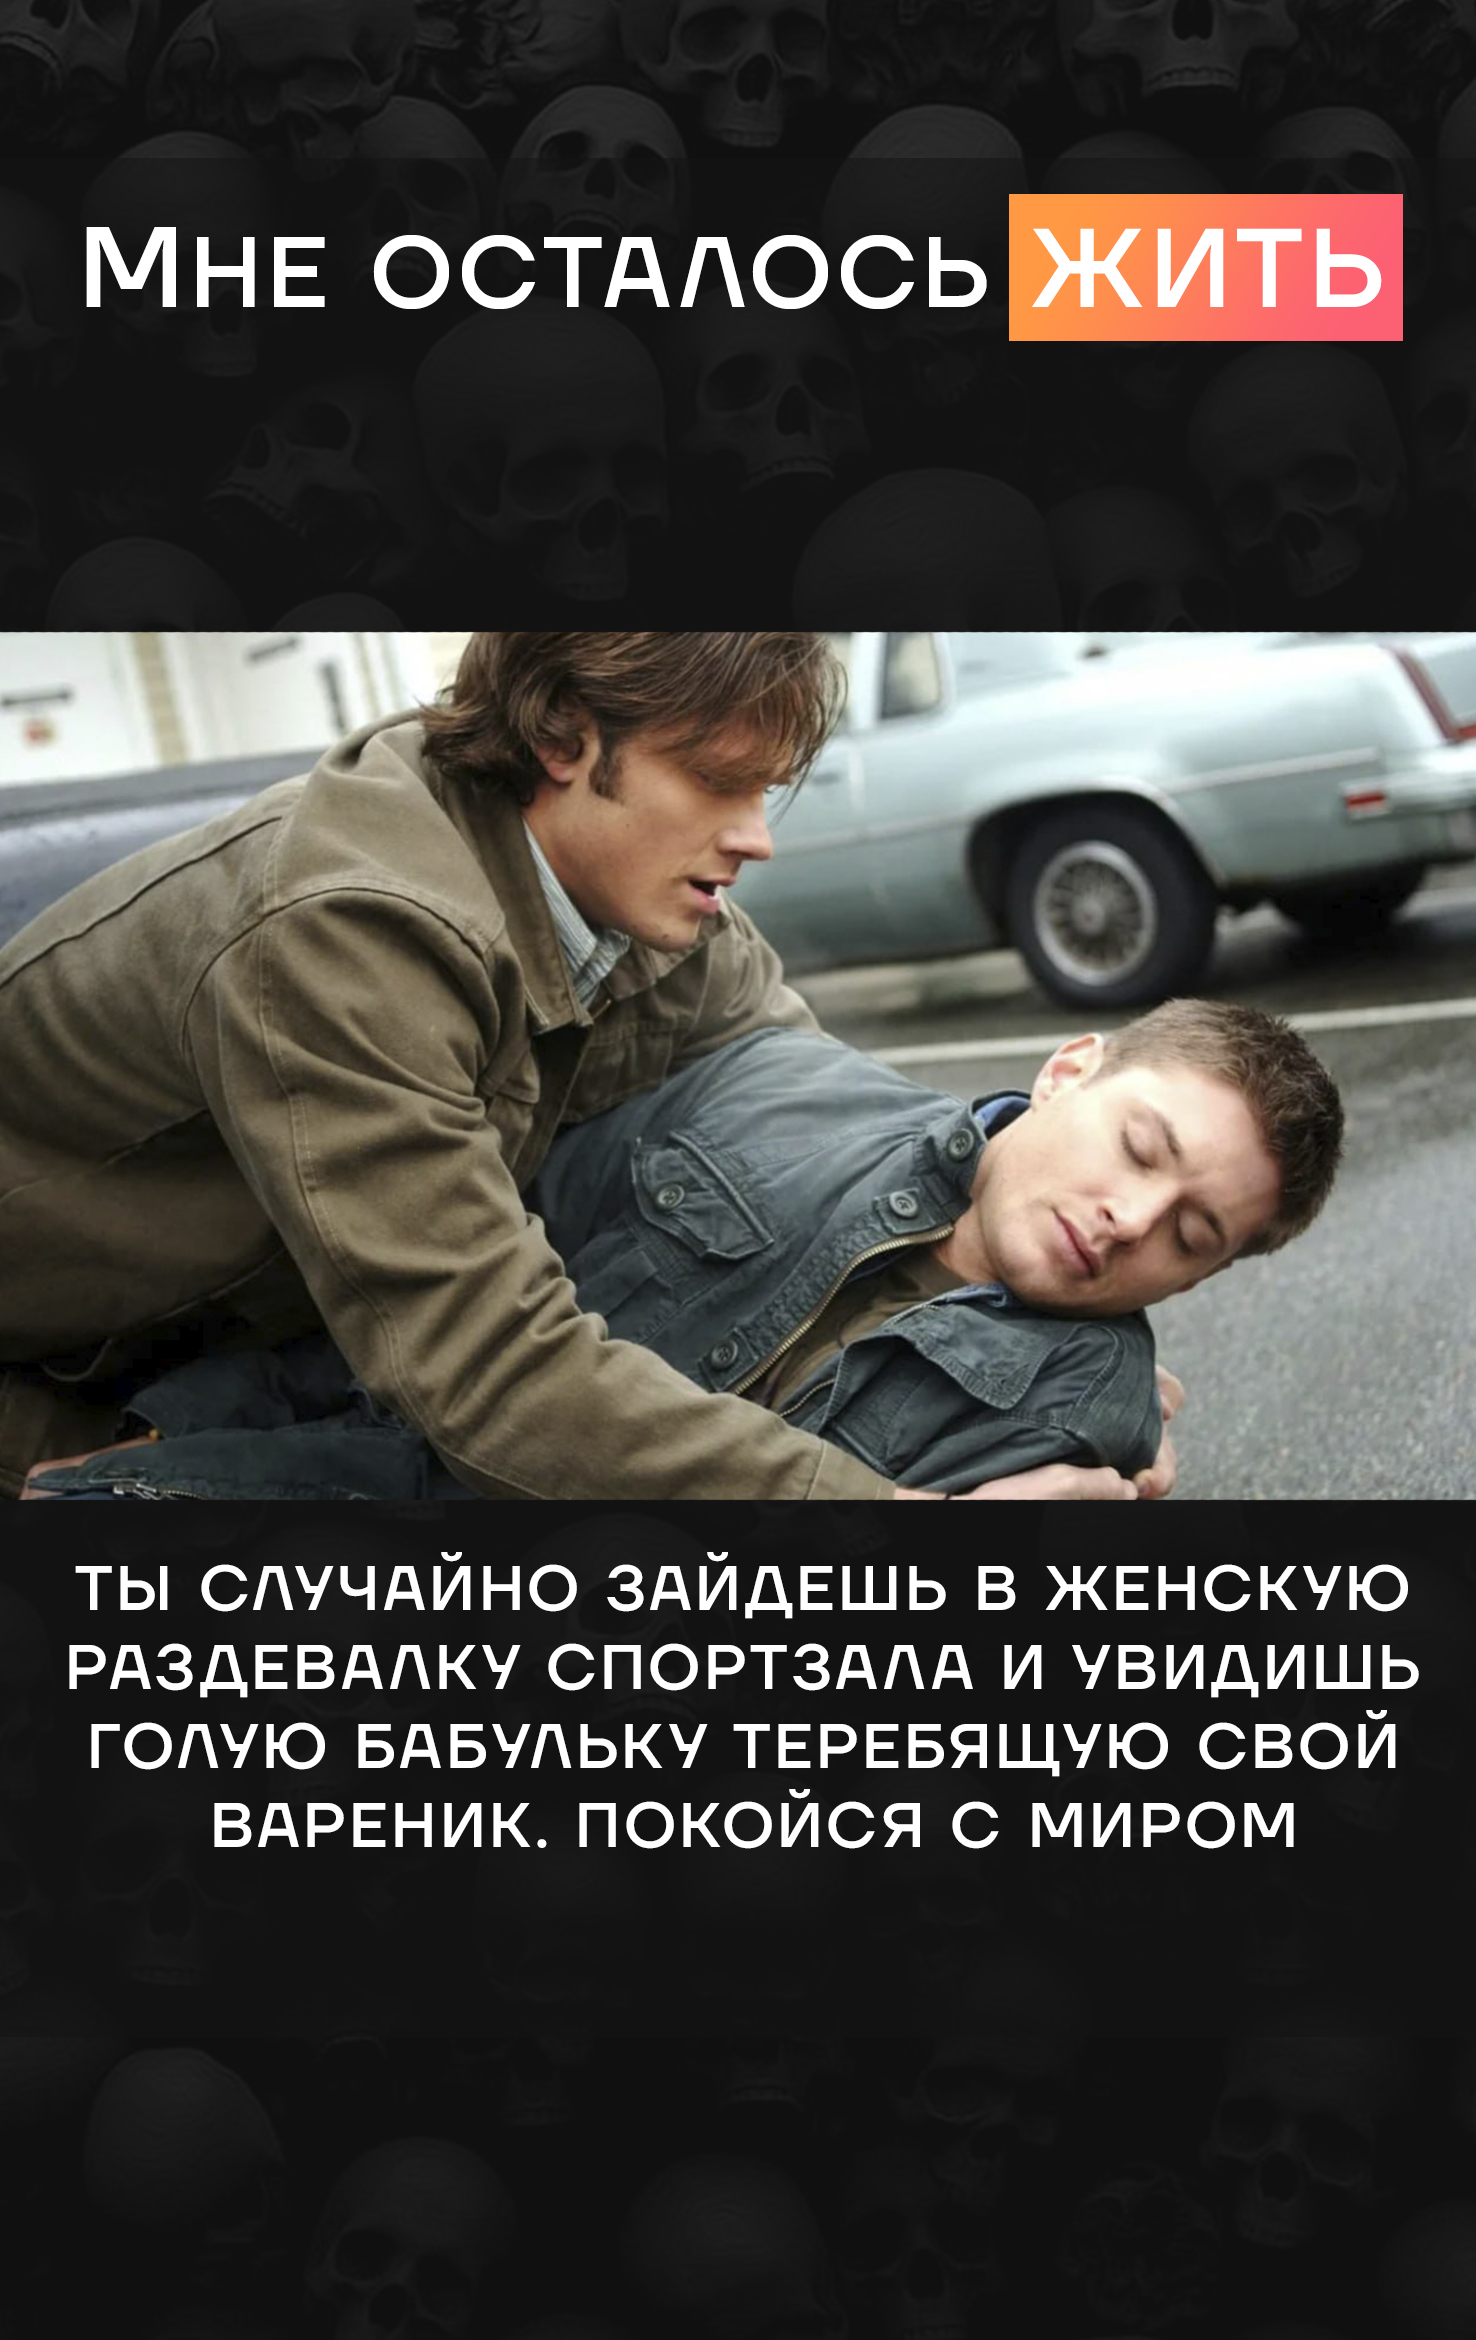 Мне осталось жить
ТЫ СЛУЧАЙНО ЗАЙДЕШЬ В ЖЕНСКУЮ
РАЗДЕВАЛКУ СПОРТЗАЛА И УВИДИШЬ
ГОЛУЮ БАБУЛЬКУ ТЕРЕБЯЩУЮ СВОЙ
ВАРЕНИК. ПОКОЙСЯ С МИРОМ